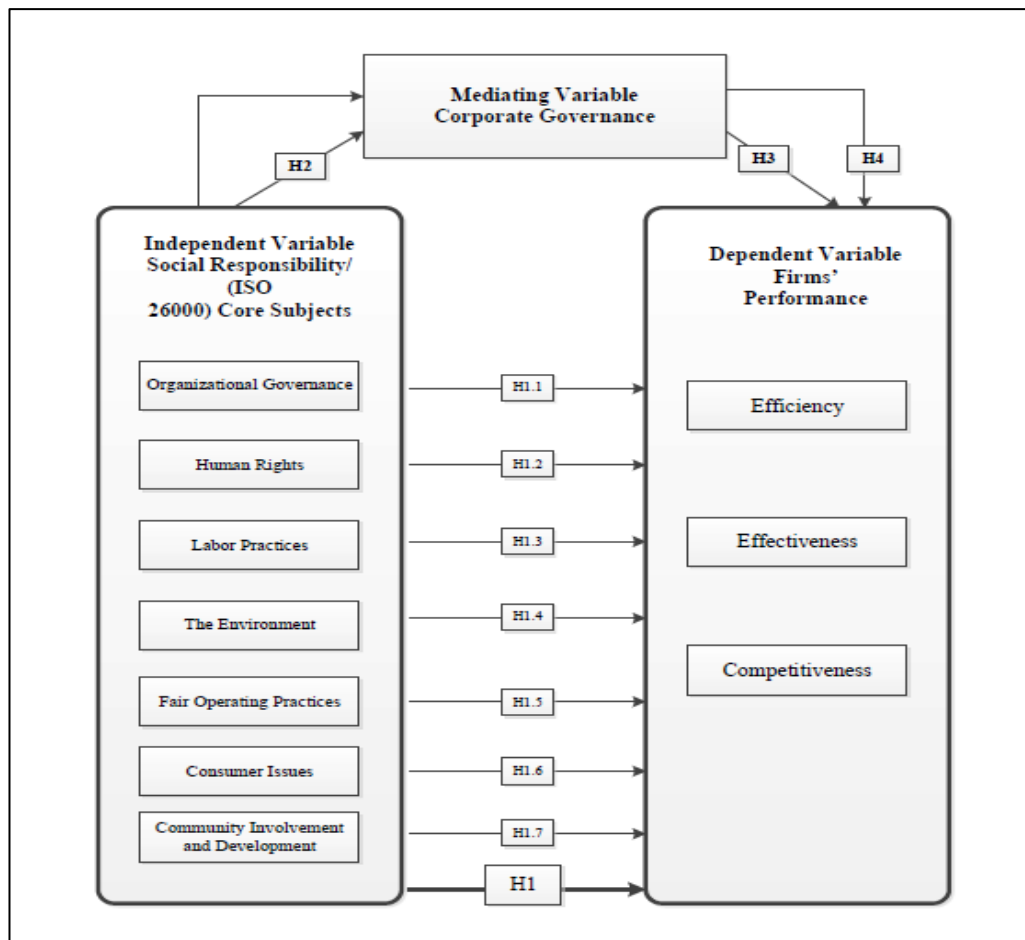 Mediating Variable
Corporate Governance
H2
H3
H4
Independent Variable
Social Responsibility/
(ISO
26000) Core Subjects
Dependent Variable
Firms’
Performance
Organizational Governance
H1.1
Efficiency
Human Rights
H1.2
Labor Practices
H1.3
Effectiveness
The Environment
H1.4
Competitiveness
Fair Operating Practices
H1.5
Consumer Issues
H1.6
Community Involvement
and Development
H1.7
H1